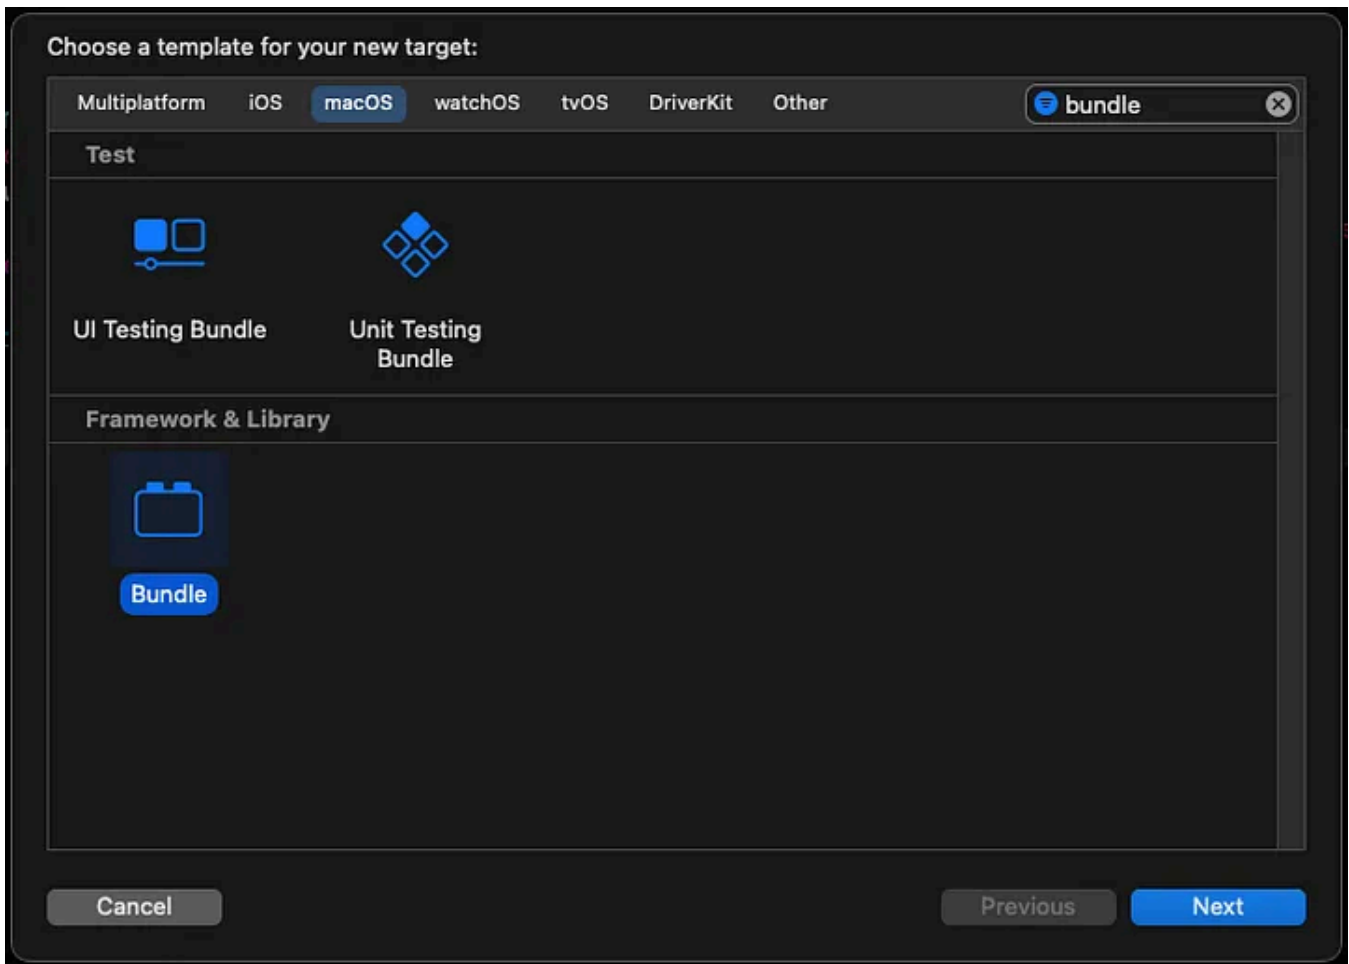 Choose a template for your new target:
Multiplatform iOS macOS watchOS tvOS DriverKit Other bundle
Test
UI Testing Bundle
Unit Testing
Bundle
Framework & Library
Bundle
Cancel Previous Next